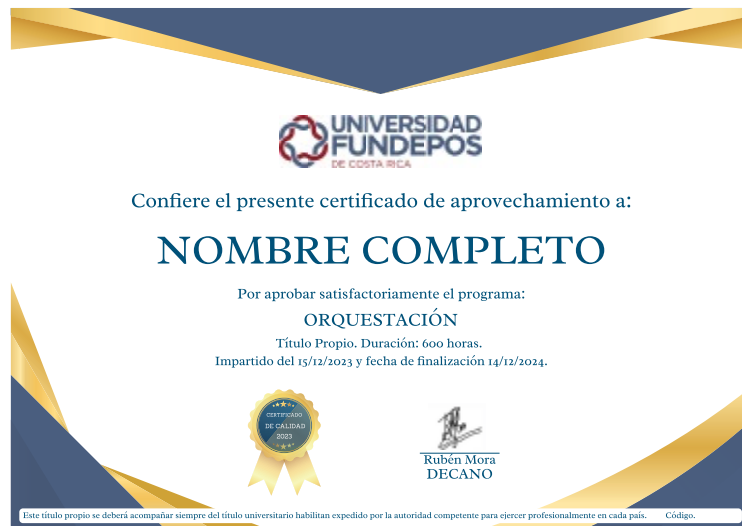 UNIVERSIDAD
FUNDEPOS
DE COSTA RICA
Confiere el presente certificado de aprovechamiento a:
NOMBRE COMPLETO
Por aprobar satisfactoriamente el programa:
ORQUESTACIÓN
Título Propio. Duración: 600 horas.
Impartido del 15/12/2023 y fecha de finalización 14/12/2024.
CERTIFICADO
DE CALIDAD
2023
Rubén Mora
DECANO
Este título propio se deberá acompañar siempre del título universitario habilitan expedido por la autoridad competente para ejercer profesionalmente en cada país. Código.